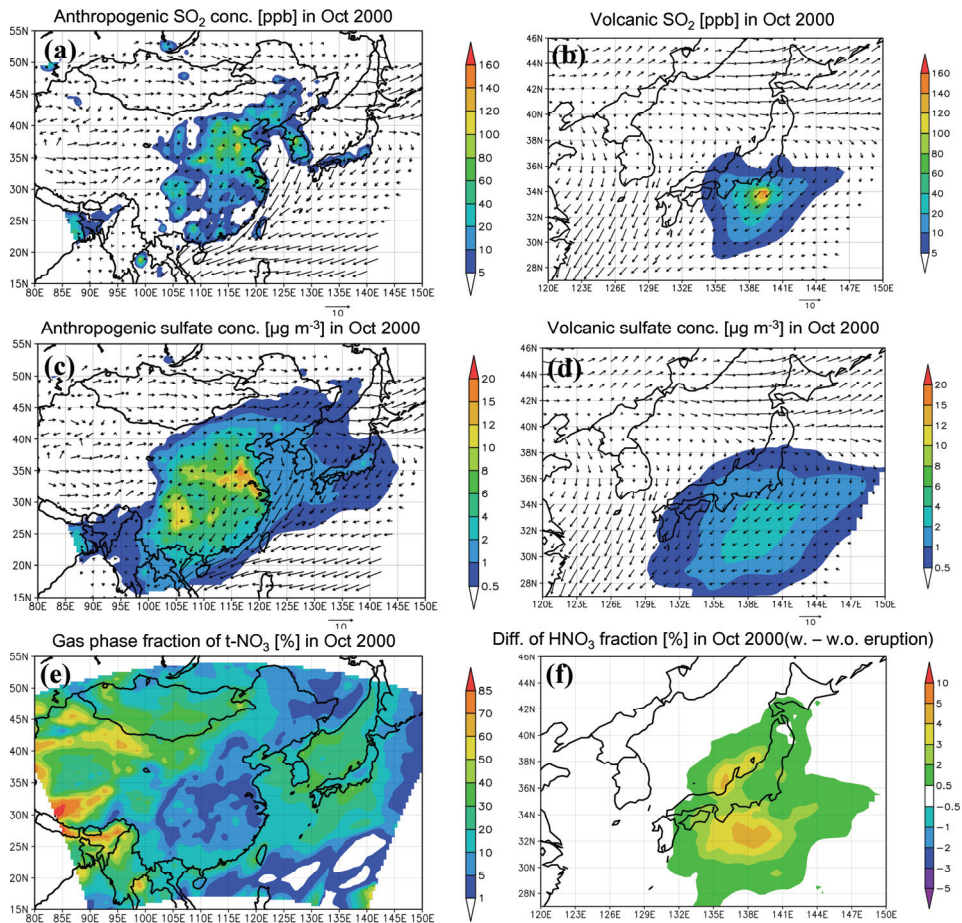 Anthropogenic SO2 conc. [ppb] in Oct 2000
(a)
55N
50N
45N
40N
35N
30N
25N
20N
15N
80E 85E 90E 95E 100E 105E 110E 115E 120E 125E 130E 135E 140E 145E 150E
10
160
140
120
100
80
60
40
20
10
5
Volcanic SO2 [ppb] in Oct 2000
(b)
46N
44N
42N
40N
38N
36N
34N
32N
30N
28N
120E 123E 126E 129E 132E 135E 138E 141E 144E 147E 150E
10
160
140
120
100
80
60
40
20
10
5
Anthropogenic sulfate conc. [µg m-3] in Oct 2000
(c)
55N
50N
45N
40N
35N
30N
25N
20N
15N
80E 85E 90E 95E 100E 105E 110E 115E 120E 125E 130E 135E 140E 145E 150E
10
20
15
12
10
8
6
4
2
1
0.5
Volcanic sulfate conc. [µg m-3] in Oct 2000
(d)
46N
44N
42N
40N
38N
36N
34N
32N
30N
28N
120E 123E 126E 129E 132E 135E 138E 141E 144E 147E 150E
10
20
15
12
10
8
6
4
2
1
0.5
Gas phase fraction of t-NO3 [%] in Oct 2000
(e)
55N
50N
45N
40N
35N
30N
25N
20N
15N
80E 85E 90E 95E 100E 105E 110E 115E 120E 125E 130E 135E 140E 145E 150E
85
70
60
50
40
30
20
10
5
1
Diff. of HNO3 fraction [%] in Oct 2000(w. – w.o. eruption)
(f)
46N
44N
42N
40N
38N
36N
34N
32N
30N
28N
120E 123E 126E 129E 132E 135E 138E 141E 144E 147E 150E
10
5
4
3
2
0.5
−0.5
−1
−2
−3
−5